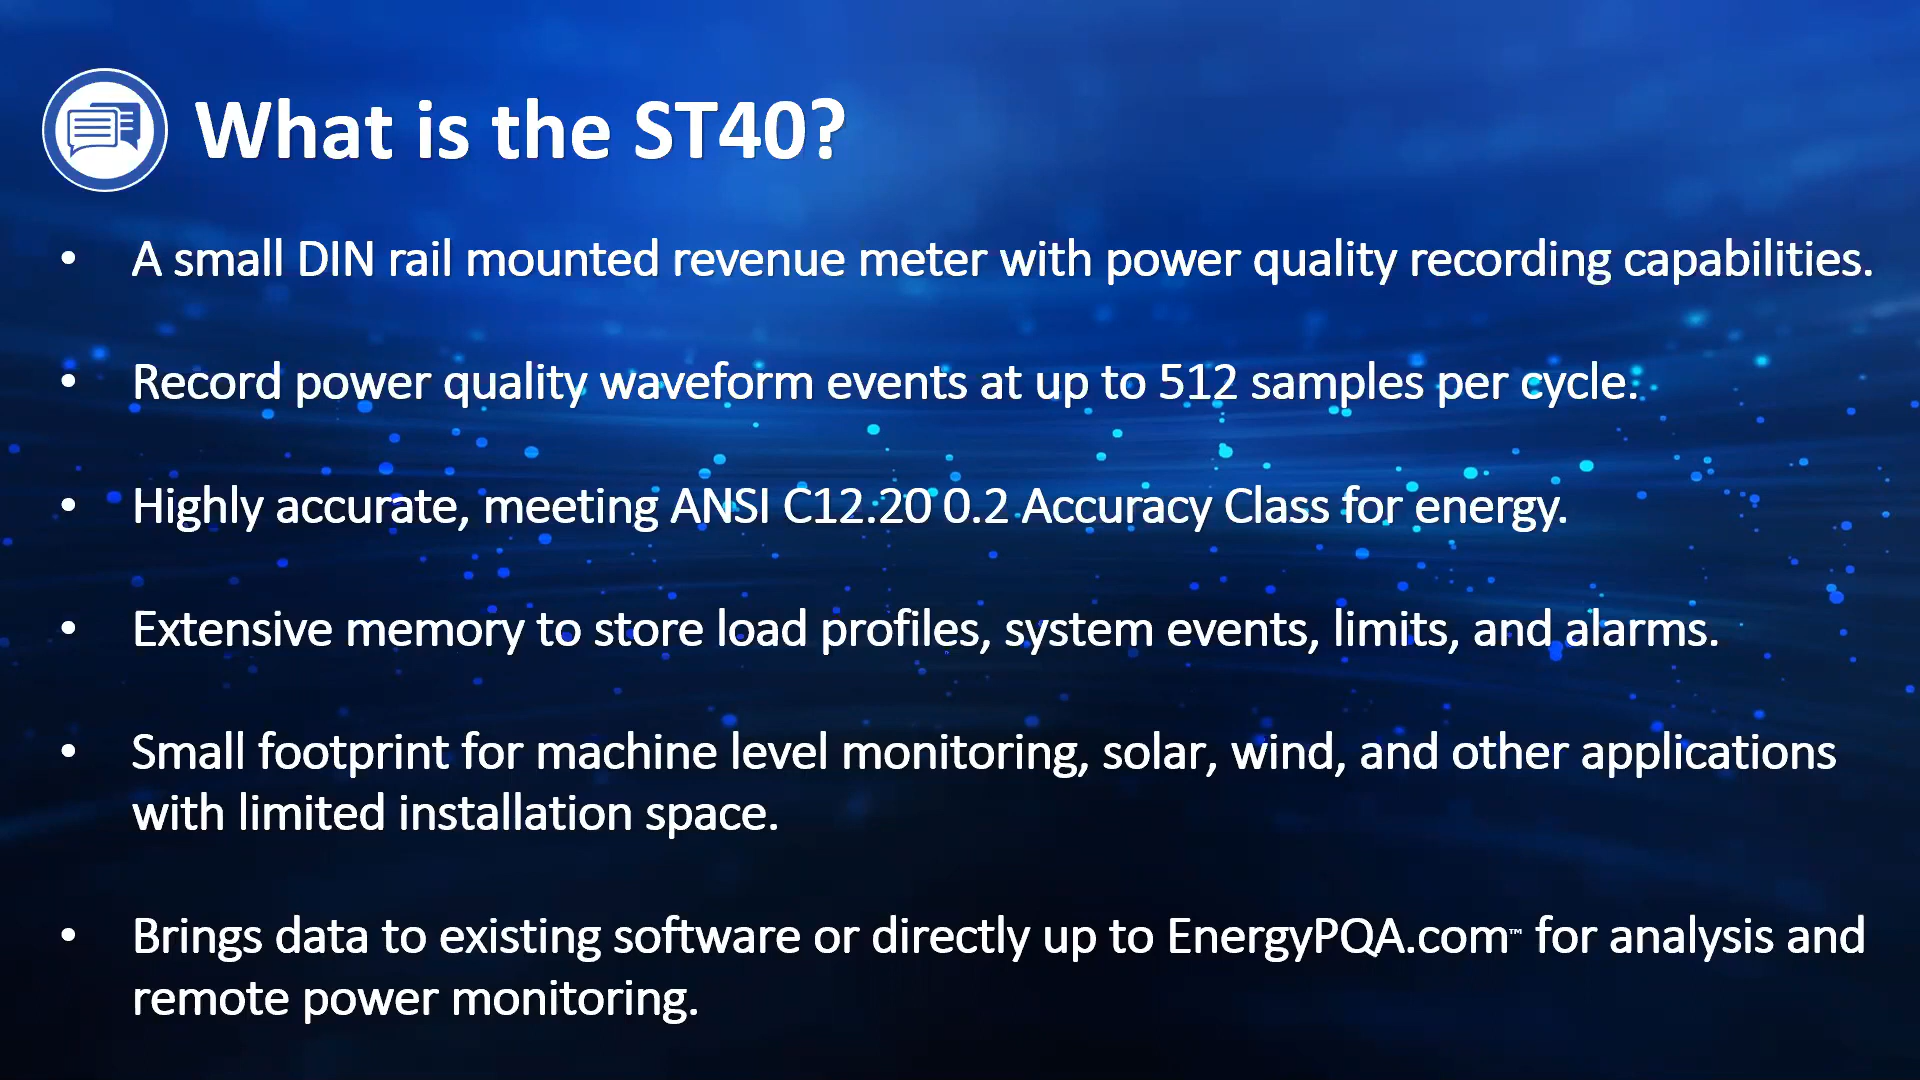 What is the ST40?
• A small DIN rail mounted revenue meter with power quality recording capabilities.
• Record power quality waveform events at up to 512 samples per cycle.
• Highly accurate, meeting ANSI C12.20 0.2 Accuracy Class for energy.
• Extensive memory to store load profiles, system events, limits, and alarms.
• Small footprint for machine level monitoring, solar, wind, and other applications
with limited installation space.
• Brings data to existing software or directly up to EnergyPQA.com™ for analysis and
remote power monitoring.